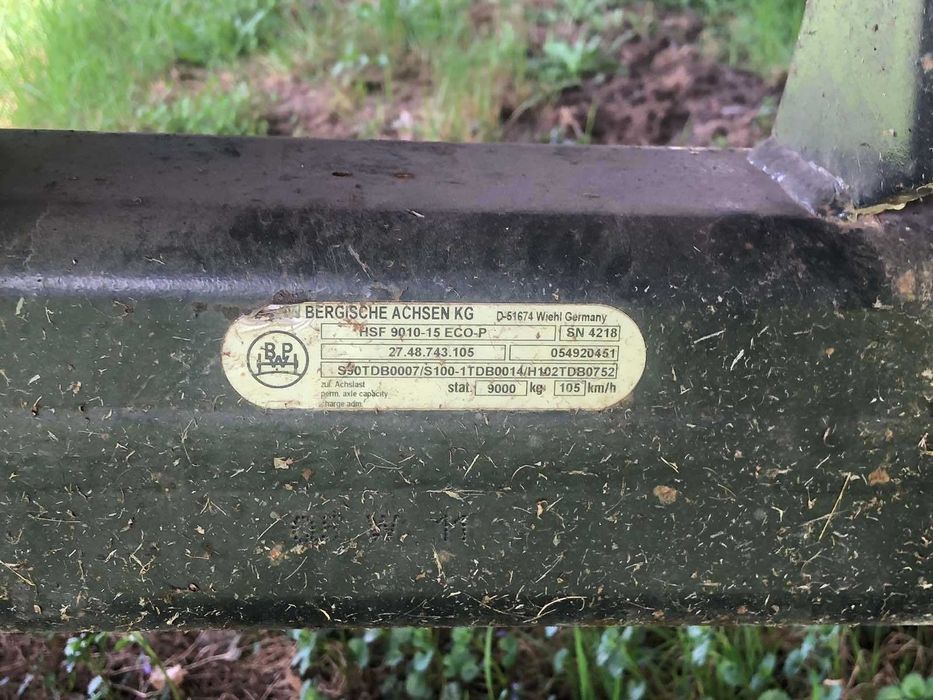 BERGISCHE ACHSEN KG D-51674 Wiehl Germany
HSF 9010-15 ECO-P SN 4218
BPW
27.48.743.105 054920451
S90TDB0007/S100-1TDB0014/H102TDB0752
zul. Achslast stat. 9000 kg 105 km/h
perm. axle capacity
charge adm.